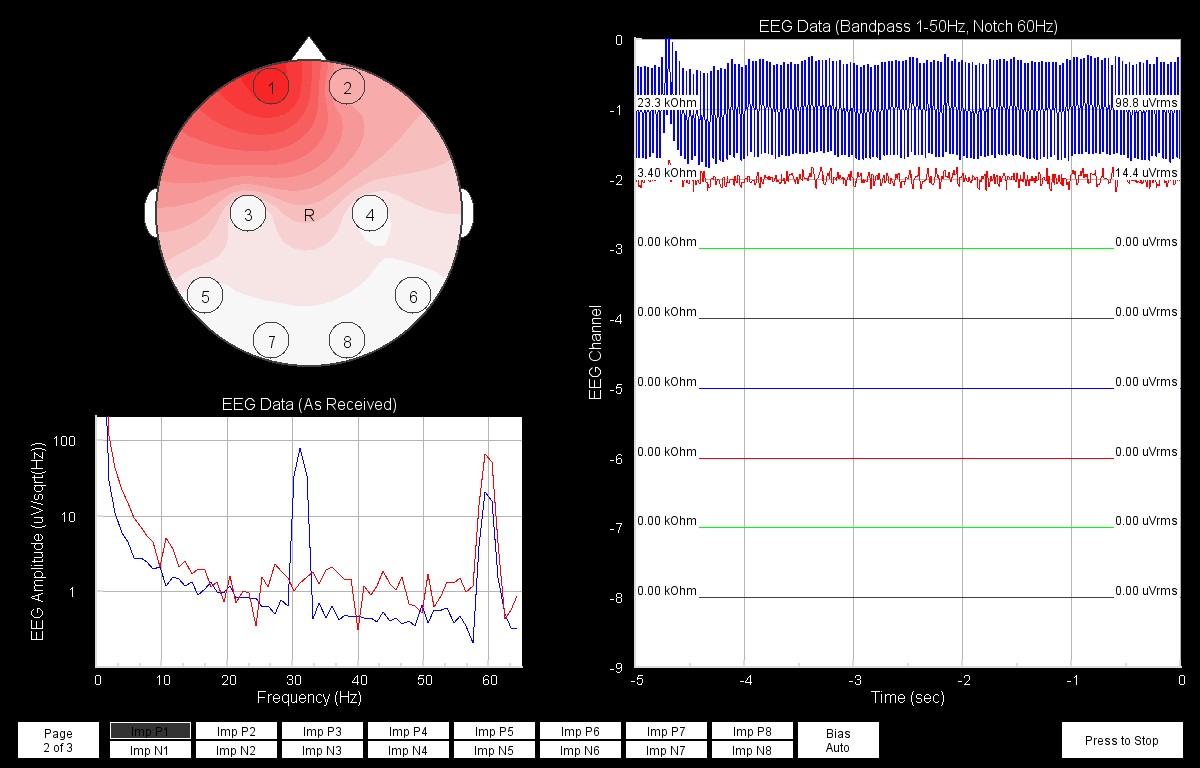 EEG Data (Bandpass 1-50Hz, Notch 60Hz)
1
2
3
R
4
5
6
7
8
0
-1
-2
-3
-4
-5
-6
-7
-8
-9
EEG Channel
23.3 kOhm 98.8 uVrms
3.40 kOhm 14.4 uVrms
0.00 kOhm 0.00 uVrms
0.00 kOhm 0.00 uVrms
0.00 kOhm 0.00 uVrms
0.00 kOhm 0.00 uVrms
0.00 kOhm 0.00 uVrms
0.00 kOhm 0.00 uVrms
-5 -4 -3 -2 -1 0
Time (sec)
EEG Data (As Received)
EEG Amplitude (uV/sqrt(Hz))
100
10
1
0 10 20 30 40 50 60
Frequency (Hz)
Page
2 of 3
Imp P1 Imp P2 Imp P3 Imp P4 Imp P5 Imp P6 Imp P7 Imp P8
Imp N1 Imp N2 Imp N3 Imp N4 Imp N5 Imp N6 Imp N7 Imp N8
Bias
Auto
Press to Stop